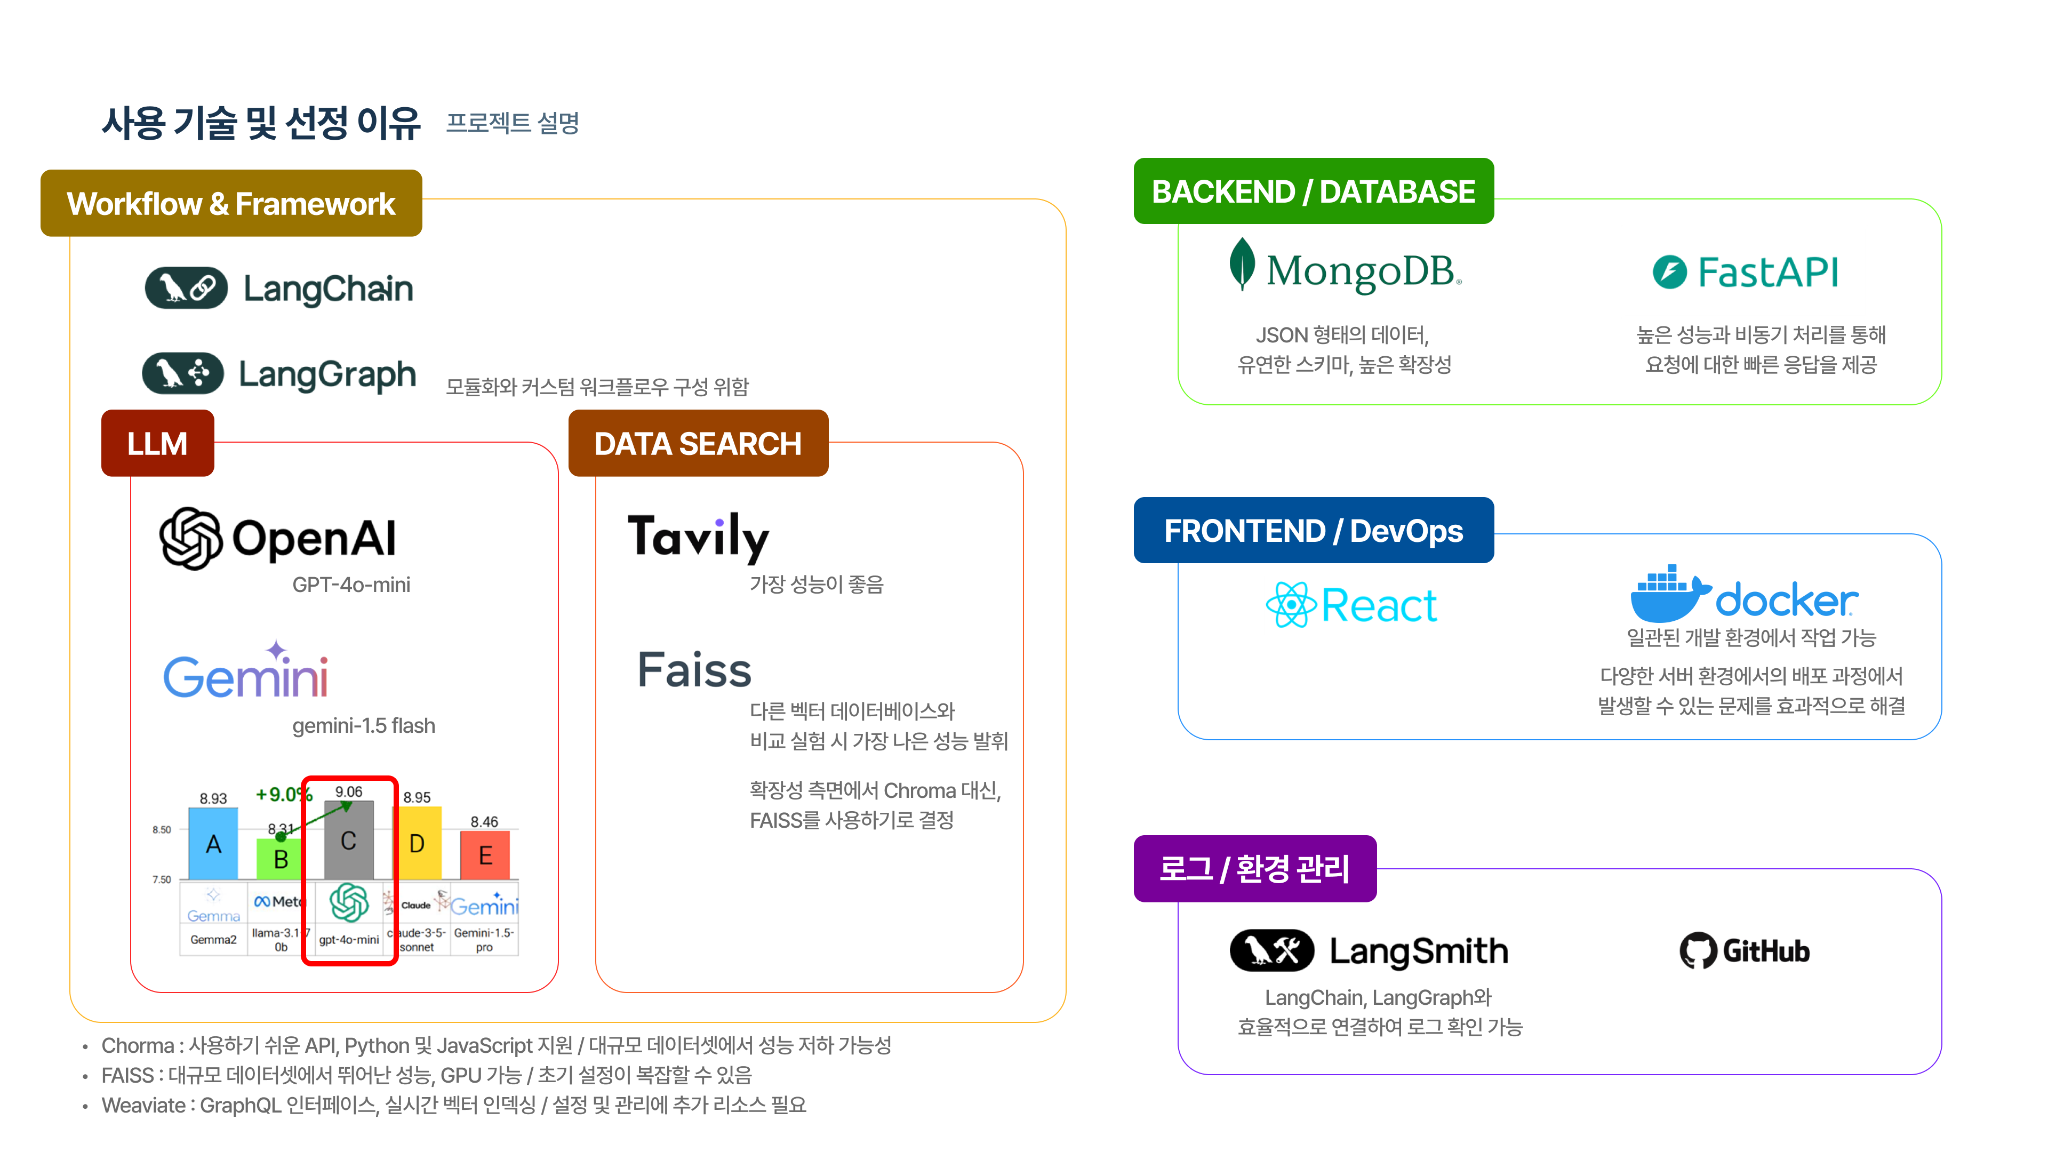 사용 기술 및 선정 이유 프로젝트 설명
Workflow & Framework
LangChain
LangGraph
모듈화와 커스텀 워크플로우 구성 위함
LLM
OpenAI
GPT-4o-mini
Gemini
gemini-1.5 flash
+9.0%
8.93
8.31
9.06
8.95
8.46
8.50
7.50
A
B
C
D
E
Gemma
Meta
Claude
Gemini
Gemma2
llama-3.1-7
0b
gpt-4o-mini
claude-3-5-
sonnet
Gemini-1.5-
pro
DATA SEARCH
Tavily
가장 성능이 좋음
Faiss
다른 벡터 데이터베이스와
비교 실험 시 가장 나은 성능 발휘
확장성 측면에서 Chroma 대신,
FAISS를 사용하기로 결정
• Chorma : 사용하기 쉬운 API, Python 및 JavaScript 지원 / 대규모 데이터셋에서 성능 저하 가능성
• FAISS : 대규모 데이터셋에서 뛰어난 성능, GPU 가능 / 초기 설정이 복잡할 수 있음
• Weaviate : GraphQL 인터페이스, 실시간 벡터 인덱싱 / 설정 및 관리에 추가 리소스 필요
BACKEND / DATABASE
MongoDB®
JSON 형태의 데이터,
유연한 스키마, 높은 확장성
FastAPI
높은 성능과 비동기 처리를 통해
요청에 대한 빠른 응답을 제공
FRONTEND / DevOps
React
docker
일관된 개발 환경에서 작업 가능
다양한 서버 환경에서의 배포 과정에서
발생할 수 있는 문제를 효과적으로 해결
로그 / 환경 관리
LangSmith
LangChain, LangGraph와
효율적으로 연결하여 로그 확인 가능
GitHub